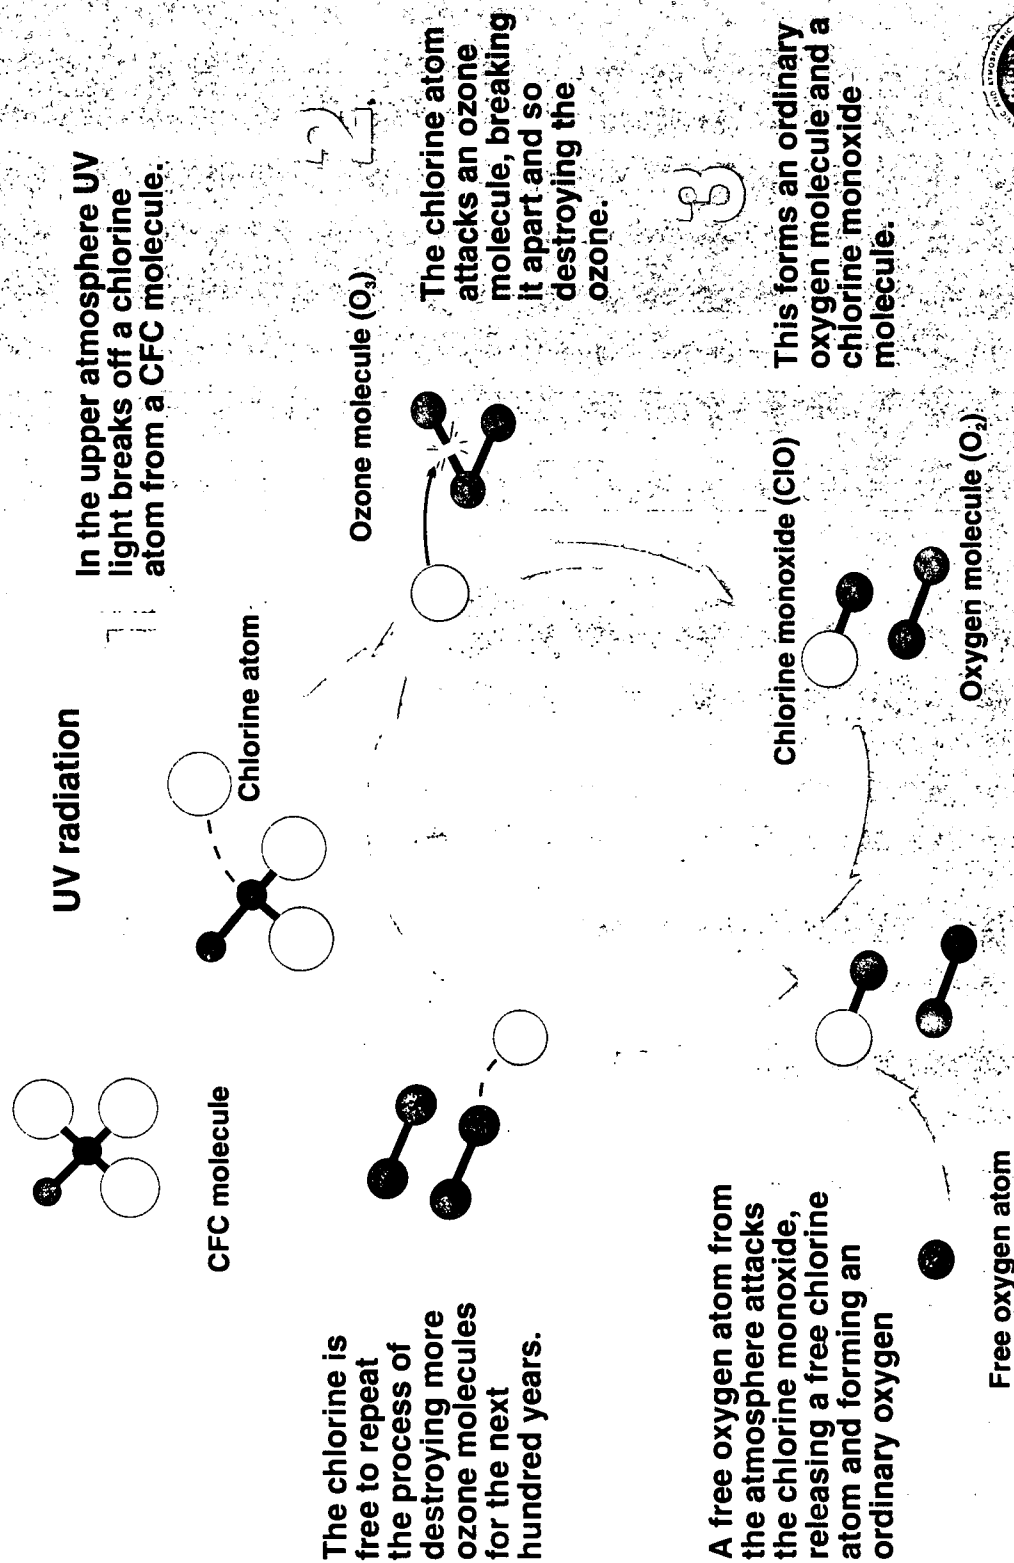 UV radiation
CFC molecule
Chlorine atom
1
In the upper atmosphere UV
light breaks off a chlorine
atom from a CFC molecule.
2.
Ozone molecule (O₃)
The chlorine atom
attacks an ozone
molecule, breaking
it apart and so
destroying the
ozone.
3
Chlorine monoxide (ClO)
Oxygen molecule (O₂)
This forms an ordinary
oxygen molecule and a
chlorine monoxide
molecule.
A free oxygen atom from
the atmosphere attacks
the chlorine monoxide,
releasing a free chlorine
atom and forming an
ordinary oxygen
Free oxygen atom
The chlorine is
free to repeat
the process of
destroying more
ozone molecules
for the next
hundred years.